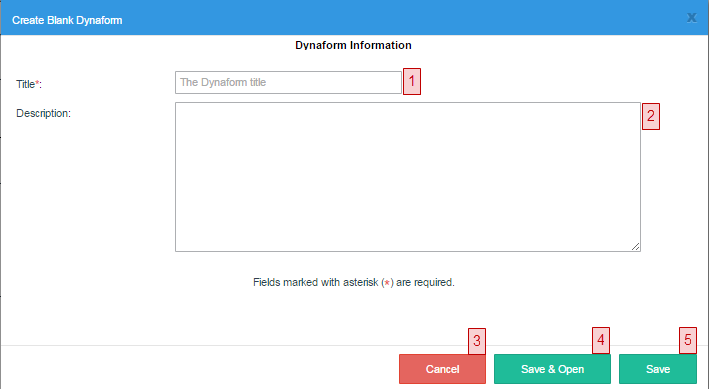 Create Blank Dynaform x
Dynaform Information
Title*: The Dynaform title 1
Description: 2
Fields marked with asterisk (*) are required.
3 4 5
Cancel Save & Open Save